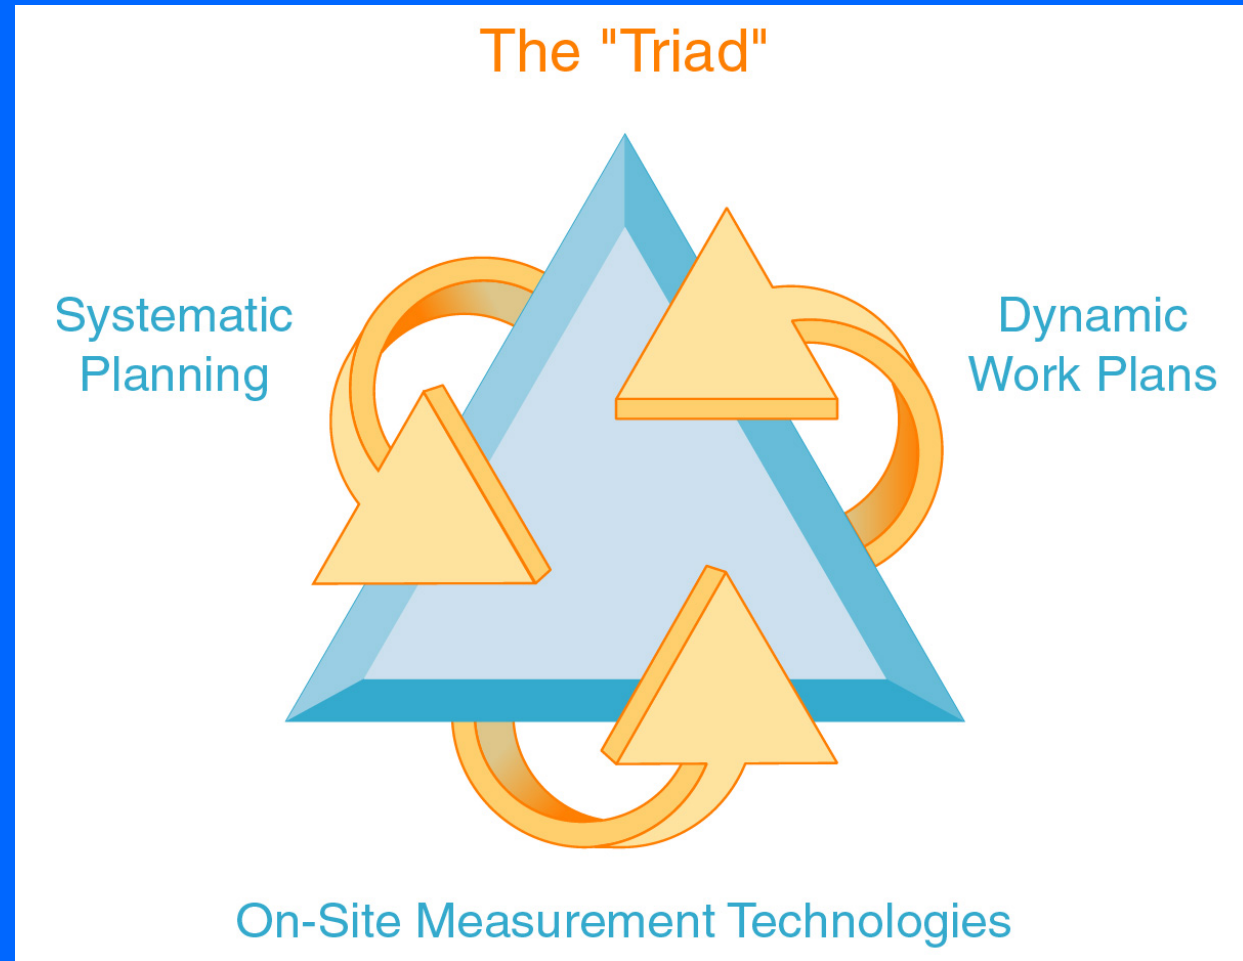 The "Triad"
Systematic
Planning
Dynamic
Work Plans
On-Site Measurement Technologies